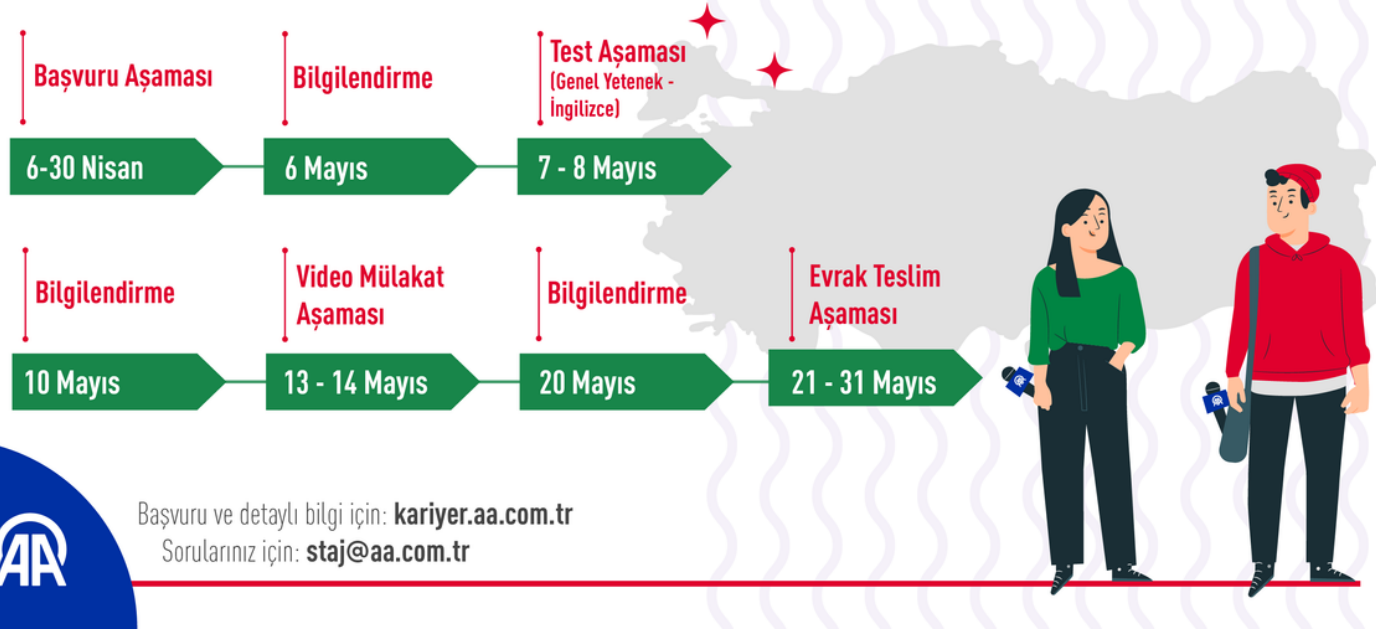 Başvuru Aşaması
6-30 Nisan
Bilgilendirme
6 Mayıs
Test Aşaması
(Genel Yetenek -
İngilizce)
7 - 8 Mayıs
Bilgilendirme
10 Mayıs
Video Mülakat
Aşaması
13 - 14 Mayıs
Bilgilendirme
20 Mayıs
Evrak Teslim
Aşaması
21 - 31 Mayıs
Başvuru ve detaylı bilgi için: kariyer.aa.com.tr
Sorularınız için: staj@aa.com.tr
AA
AA
AA